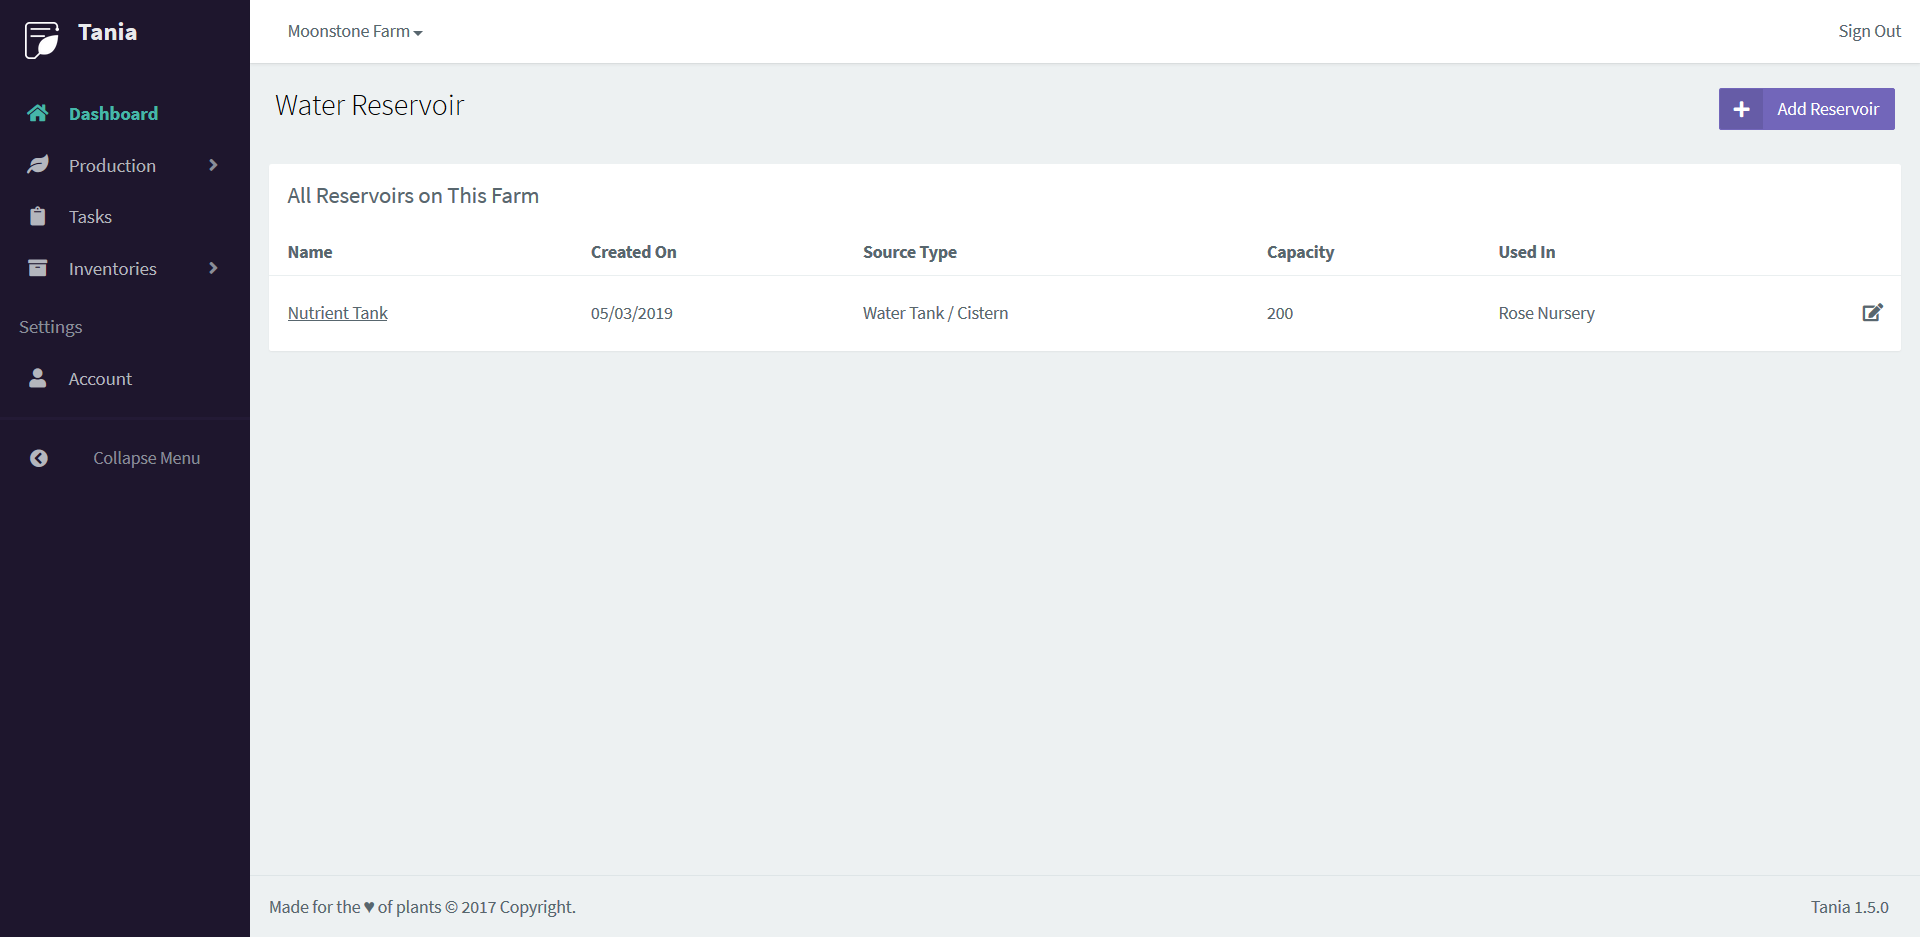 Tania
Moonstone Farm
Sign Out
Dashboard
Production
Tasks
Inventories
Settings
Account
Collapse Menu
Water Reservoir
Add Reservoir
All Reservoirs on This Farm
Name Created On Source Type Capacity Used In
Nutrient Tank 05/03/2019 Water Tank / Cistern 200 Rose Nursery
Made for the ♥ of plants © 2017 Copyright.
Tania 1.5.0